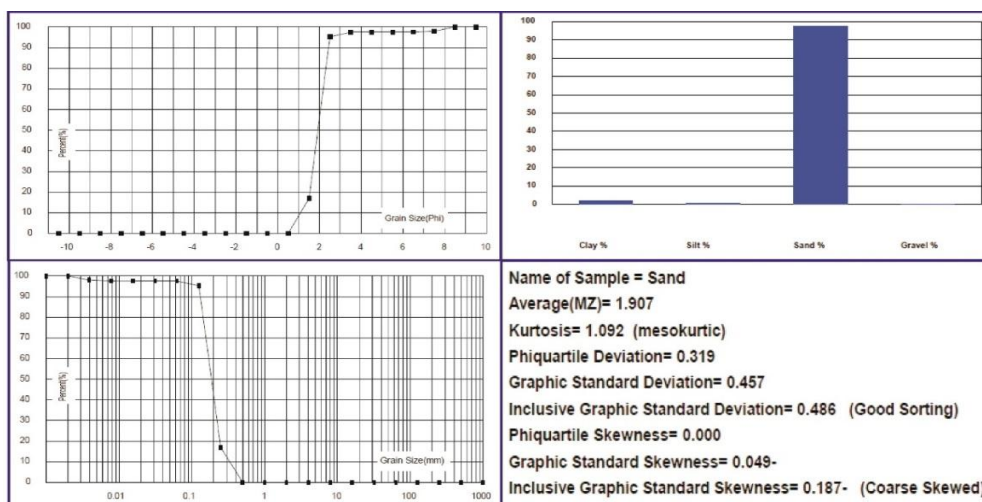 100
90
80
70
60
50
40
30
20
10
0
Percent(%)
Grain Size(Phi)
-10 -8 -6 -4 -2 0 2 4 6 8 10
100
90
80
70
60
50
40
30
20
10
0
Clay % Silt % Sand % Gravel %
100
90
80
70
60
50
40
30
20
10
0
Percent(%)
Grain Size(mm)
0.01 0.1 1 10 100 1000
Name of Sample = Sand
Average(MZ)= 1.907
Kurtosis= 1.092 (mesokurtic)
Phiquartile Deviation= 0.319
Graphic Standard Deviation= 0.457
Inclusive Graphic Standard Deviation= 0.486 (Good Sorting)
Phiquartile Skewness= 0.000
Graphic Standard Skewness= 0.049-
Inclusive Graphic Standard Skewness= 0.187- (Coarse Skewed)